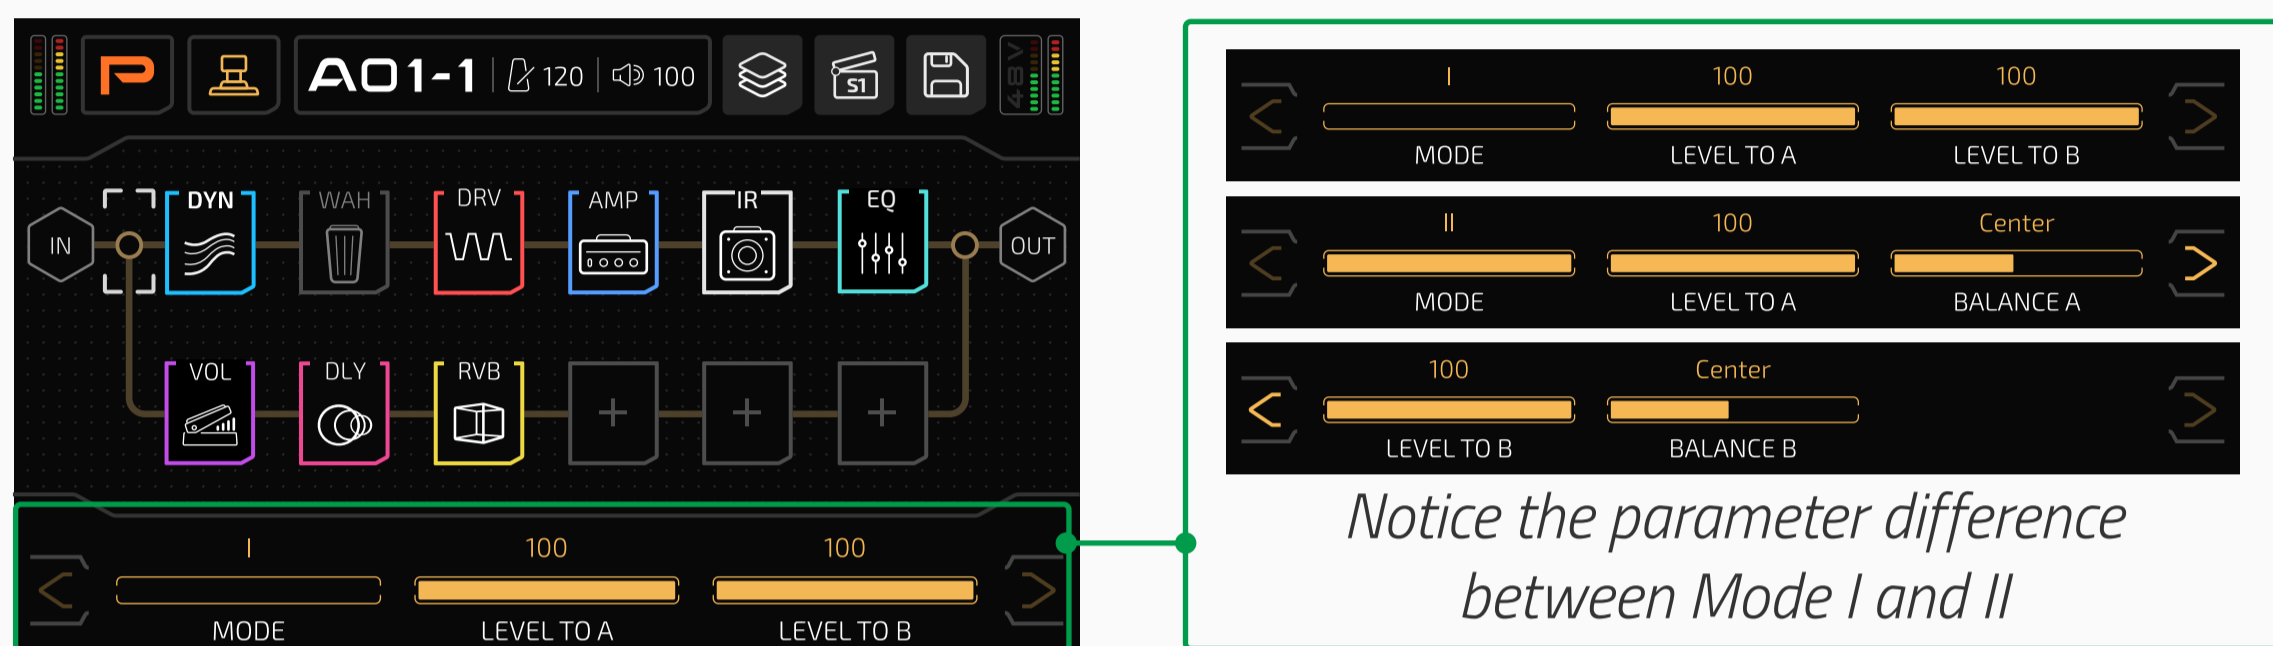 A01-1 120 100 S1 48V
IN DYN WAH DRV AMP IR EQ OUT
VOL DLY RVB
I 100 100
MODE LEVEL TO A LEVEL TO B
I 100 100
MODE LEVEL TO A LEVEL TO B
II 100 Center
MODE LEVEL TO A BALANCE A
100 Center
LEVEL TO B BALANCE B
Notice the parameter difference
between Mode I and II